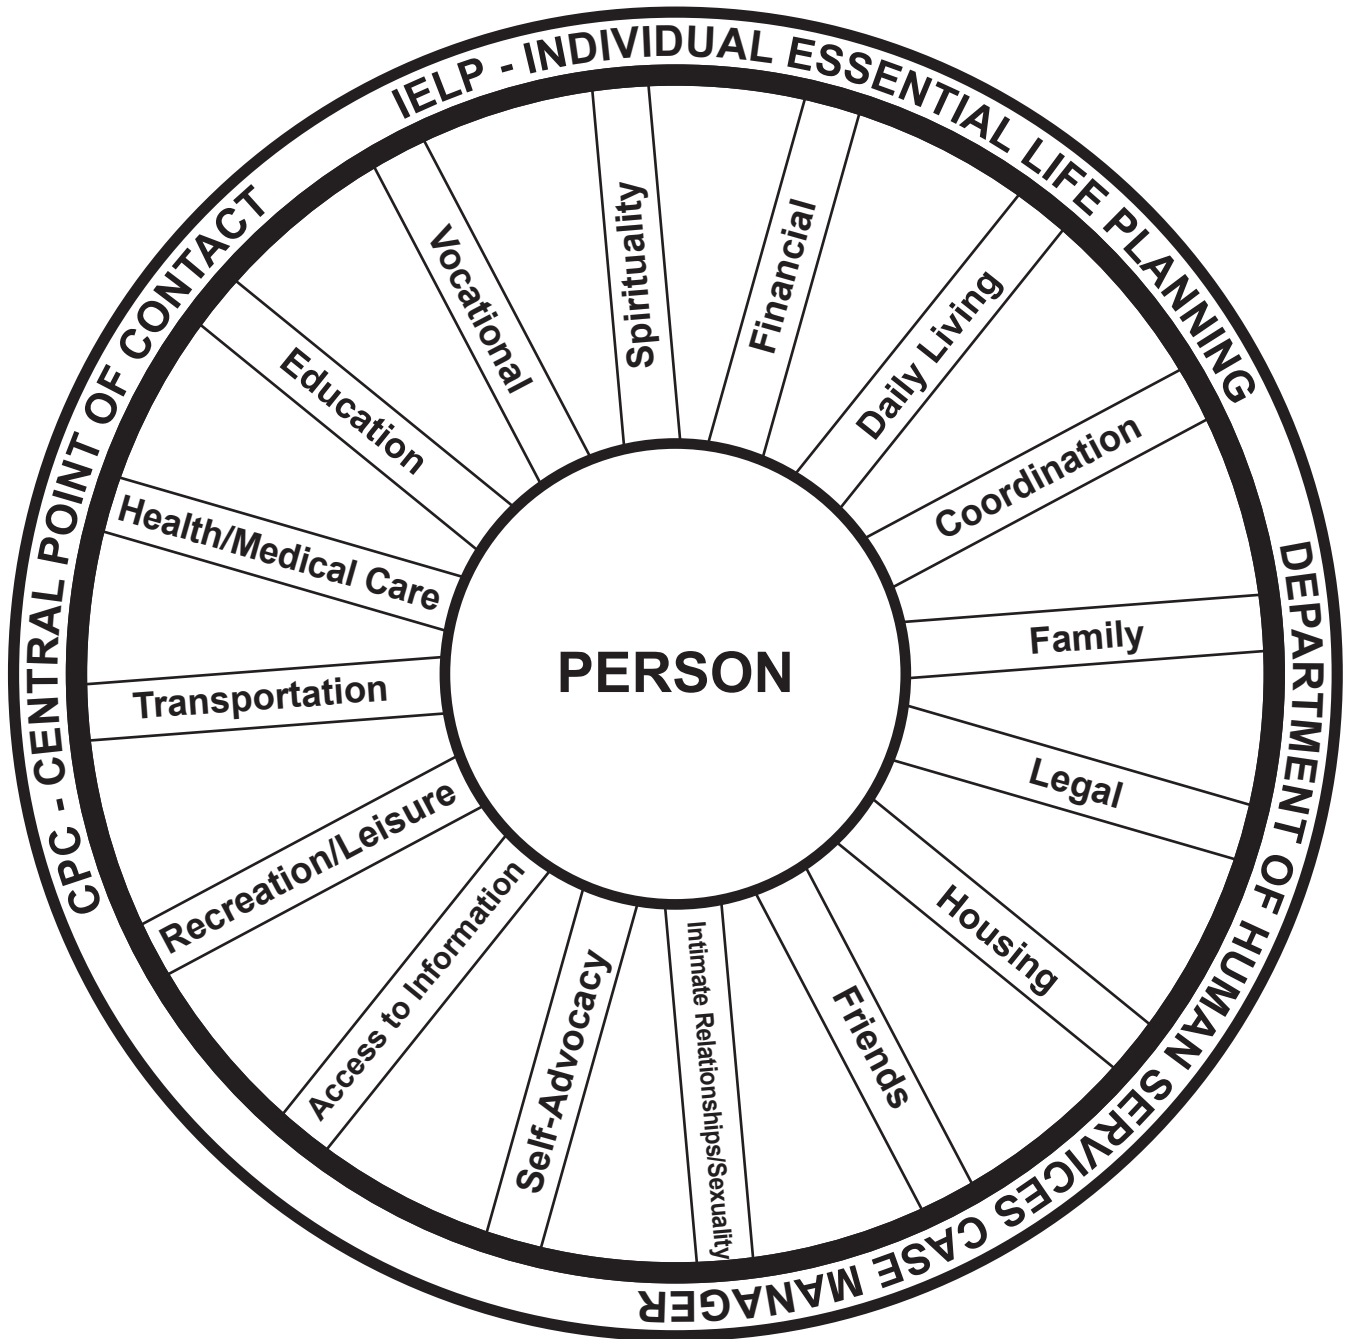 IELP - INDIVIDUAL ESSENTIAL LIFE PLANNING
DEPARTMENT OF HUMAN SERVICES CASE MANAGER
CPC - CENTRAL POINT OF CONTACT
Spirituality
Financial
Daily Living
Coordination
Family
Legal
Housing
Friends
Intimate Relationships/Sexuality
Self-Advocacy
Access to Information
Recreation/Leisure
Transportation
Health/Medical Care
Education
Vocational
PERSON